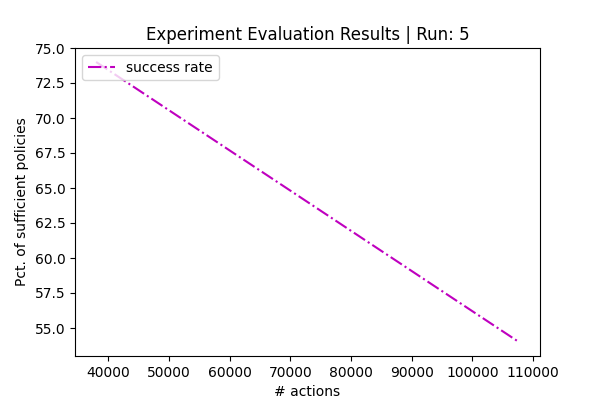 Experiment Evaluation Results | Run: 5
75.0
success rate
72.5
70.0
67.5
65.0
62.5
60.0
57.5
55.0
Pct. of sufficient policies
40000 50000 60000 70000 80000 90000 100000 110000
# actions